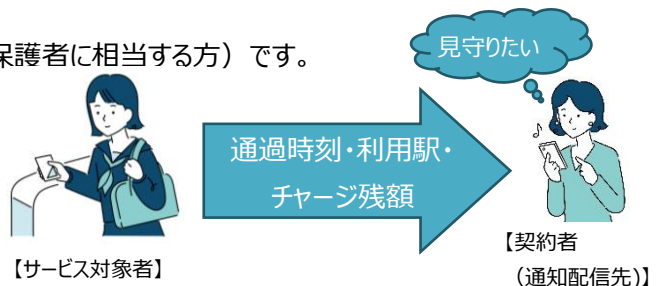 保護者に相当する方）です。
見守りたい
通過時刻・利用駅・
チャージ残額
【サービス対象者】
【契約者
（通知配信先)】